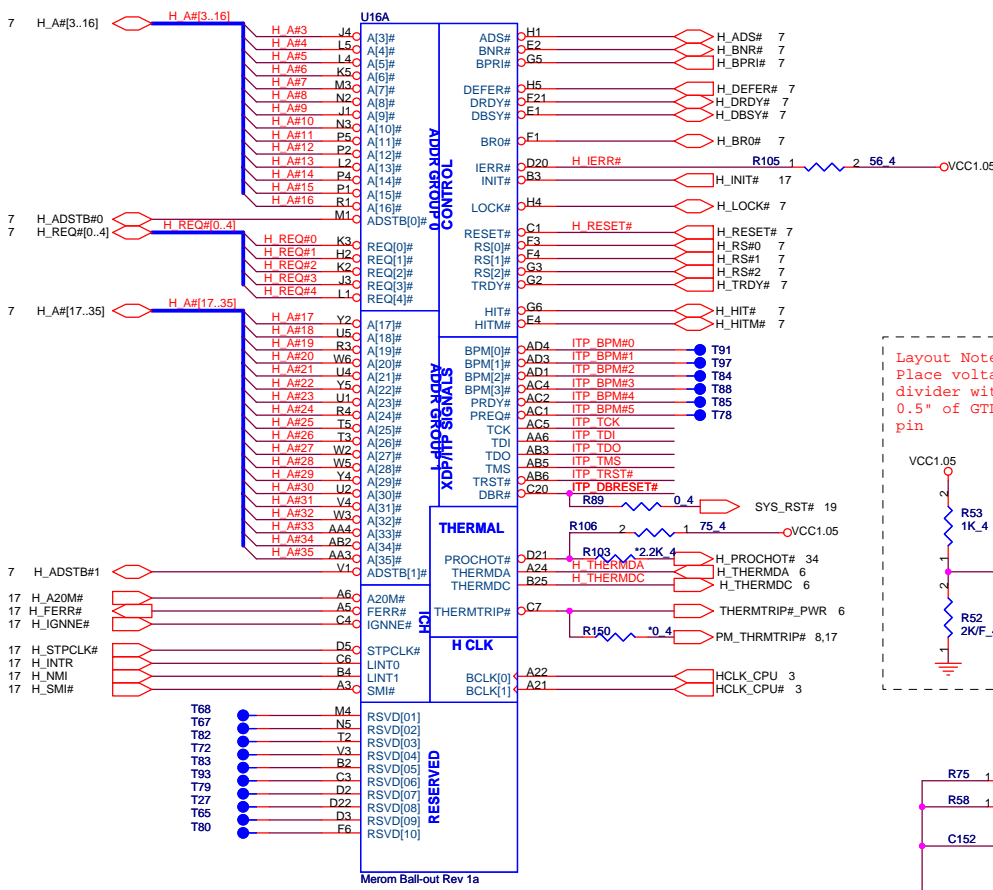 U16A
7 H_A#[3..16] H_A#[3..16]
H_A#3 J4 A[3]# ADS# H1 H_ADS# 7
H_A#4 L5 A[4]# BNR# E2 H_BNR# 7
H_A#5 L4 A[5]# BPRI# G5 H_BPRI# 7
H_A#6 K5 A[6]#
H_A#7 M3 A[7]# DEFER# H5 H_DEFER# 7
H_A#8 N2 A[8]# DRDY# F21 H_DRDY# 7
H_A#9 J1 A[9]# DBSY# E1 H_DBSY# 7
H_A#10 N3 A[10]#
H_A#11 P5 A[11]# BR0# F1 H_BR0# 7
H_A#12 P2 A[12]#
H_A#13 L2 A[13]# IERR# D20 H_IERR# R105 1 2 56_4 VCC1.05
H_A#14 P4 A[14]# INIT# B3 H_INIT# 17
H_A#15 P1 A[15]#
H_A#16 R1 A[16]# LOCK# H4 H_LOCK# 7
7 H_ADSTB#0 M1 ADSTB[0]#
ADDR GROUP 0
CONTROL
7 H_REQ#[0..4] H_REQ#[0..4] RESET# C1 H_RESET# H_RESET# 7
H_REQ#0 K3 REQ[0]# RS[0]# F3 H_RS#0 7
H_REQ#1 H2 REQ[1]# RS[1]# F4 H_RS#1 7
H_REQ#2 K2 REQ[2]# RS[2]# G3 H_RS#2 7
H_REQ#3 J3 REQ[3]# TRDY# G2 H_TRDY# 7
H_REQ#4 L1 REQ[4]#
7 H_A#[17..35] H_A#[17..35] HIT# G6 H_HIT# 7
H_A#17 Y2 A[17]# HITM# E4 H_HITM# 7
H_A#18 U5 A[18]#
H_A#19 R3 A[19]# BPM[0]# AD4 ITP_BPM#0 T91
H_A#20 W6 A[20]# BPM[1]# AD3 ITP_BPM#1 T97
H_A#21 U4 A[21]# BPM[2]# AD1 ITP_BPM#2 T84
H_A#22 Y5 A[22]# BPM[3]# AC4 ITP_BPM#3 T88
H_A#23 U1 A[23]# PRDY# AC2 ITP_BPM#4 T85
H_A#24 R4 A[24]# PREQ# AC1 ITP_BPM#5 T78
H_A#25 T5 A[25]# TCK AC5 ITP_TCK
H_A#26 T3 A[26]# TDI AA6 ITP_TDI
H_A#27 W2 A[27]# TDO AB3 ITP_TDO
H_A#28 W5 A[28]# TMS AB5 ITP_TMS
H_A#29 Y4 A[29]# TRST# AB6 ITP_TRST#
H_A#30 U2 A[30]# DBR# C20 ITP_DBRESET#
H_A#31 V4 A[31]# R89 0_4 SYS_RST# 19
H_A#32 W3 A[32]#
H_A#33 AA4 A[33]#
H_A#34 AB2 A[34]#
H_A#35 AA3 A[35]#
7 H_ADSTB#1 V1 ADSTB[1]#
ADDR GROUP 1
XDP/ITP SIGNALS
THERMAL
R106 2 1 75_4 VCC1.05
PROCHOT# D21 R103 *2.2K_4 H_PROCHOT# 34
THERMDA A24 H_THERMDA H_THERMDA 6
THERMDC B25 H_THERMDC H_THERMDC 6
17 H_A20M# A6 A20M#
17 H_FERR# A5 FERR# THERMTRIP# C7 THERMTRIP#_PWR 6
17 H_IGNNE# C4 IGNNE#
R150 *0_4 PM_THRMTRIP# 8,17
ICH
H CLK
17 H_STPCLK# D5 STPCLK#
17 H_INTR C6 LINT0
17 H_NMI B4 LINT1 BCLK[0] A22 HCLK_CPU 3
17 H_SMI# A3 SMI# BCLK[1] A21 HCLK_CPU# 3
T68 M4 RSVD[01]
T67 N5 RSVD[02]
T82 T2 RSVD[03]
T72 V3 RSVD[04]
T83 B2 RSVD[05]
T93 C3 RSVD[06]
T79 D2 RSVD[07]
T27 D22 RSVD[08]
T65 D3 RSVD[09]
T80 F6 RSVD[10]
RESERVED
Merom Ball-out Rev 1a
Layout Note
Place volta
divider wit
0.5" of GTL
pin
VCC1.05
2
R53
1K_4
1
2
R52
2K/F_
1
R75 1
R58 1
C152